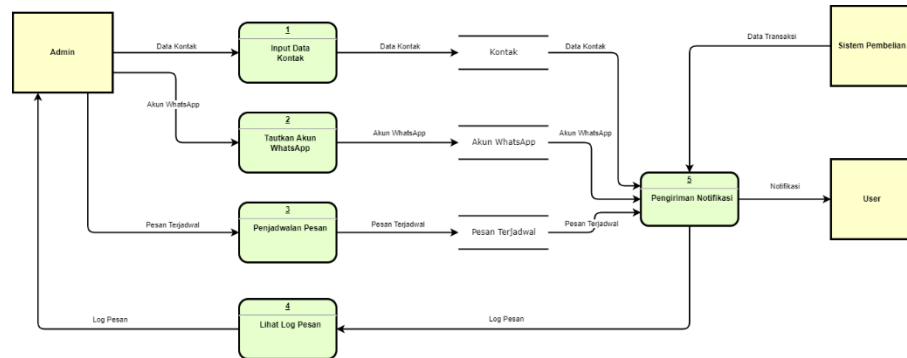 Admin
Data Kontak
1
Input Data
Kontak
Data Kontak
Kontak
Data Kontak
Data Transaksi
Sistem Pembelian
Akun WhatsApp
2
Tautkan Akun
WhatsApp
Akun WhatsApp
Akun WhatsApp
Akun WhatsApp
5
Pengiriman Notifikasi
Notifikasi
User
Pesan Terjadwal
3
Penjadwalan Pesan
Pesan Terjadwal
Pesan Terjadwal
Pesan Terjadwal
Log Pesan
4
Lihat Log Pesan
Log Pesan